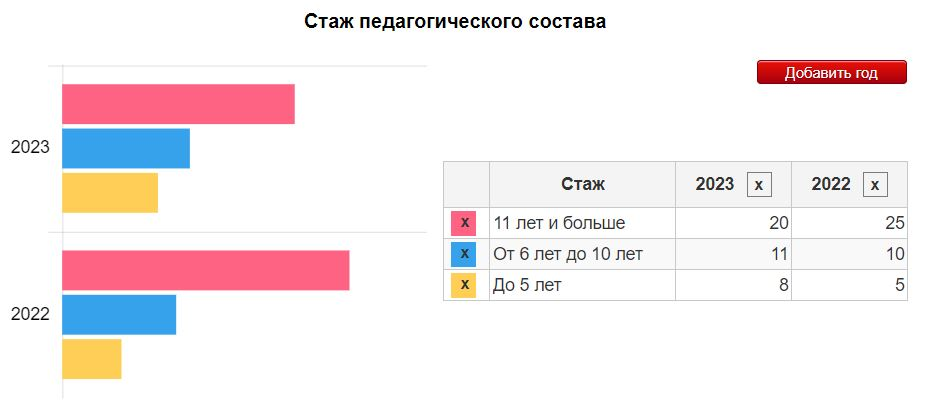 Стаж педагогического состава
Добавить год
2023
2022
Стаж 2023 x 2022 x
x 11 лет и больше 20 25
x От 6 лет до 10 лет 11 10
x До 5 лет 8 5